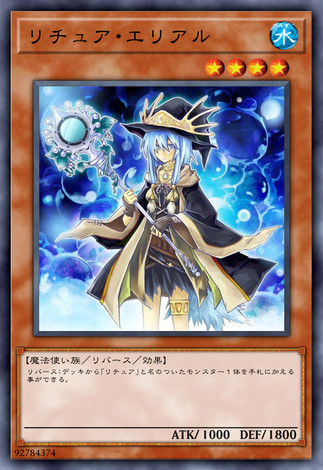 リチュア・エリアル
水
【魔法使い族／リバース／効果】
リバース：デッキから「リチュア」と名のついたモンスター１体を手札に加える
事ができる。
ATK/1000 DEF/1800
92784374